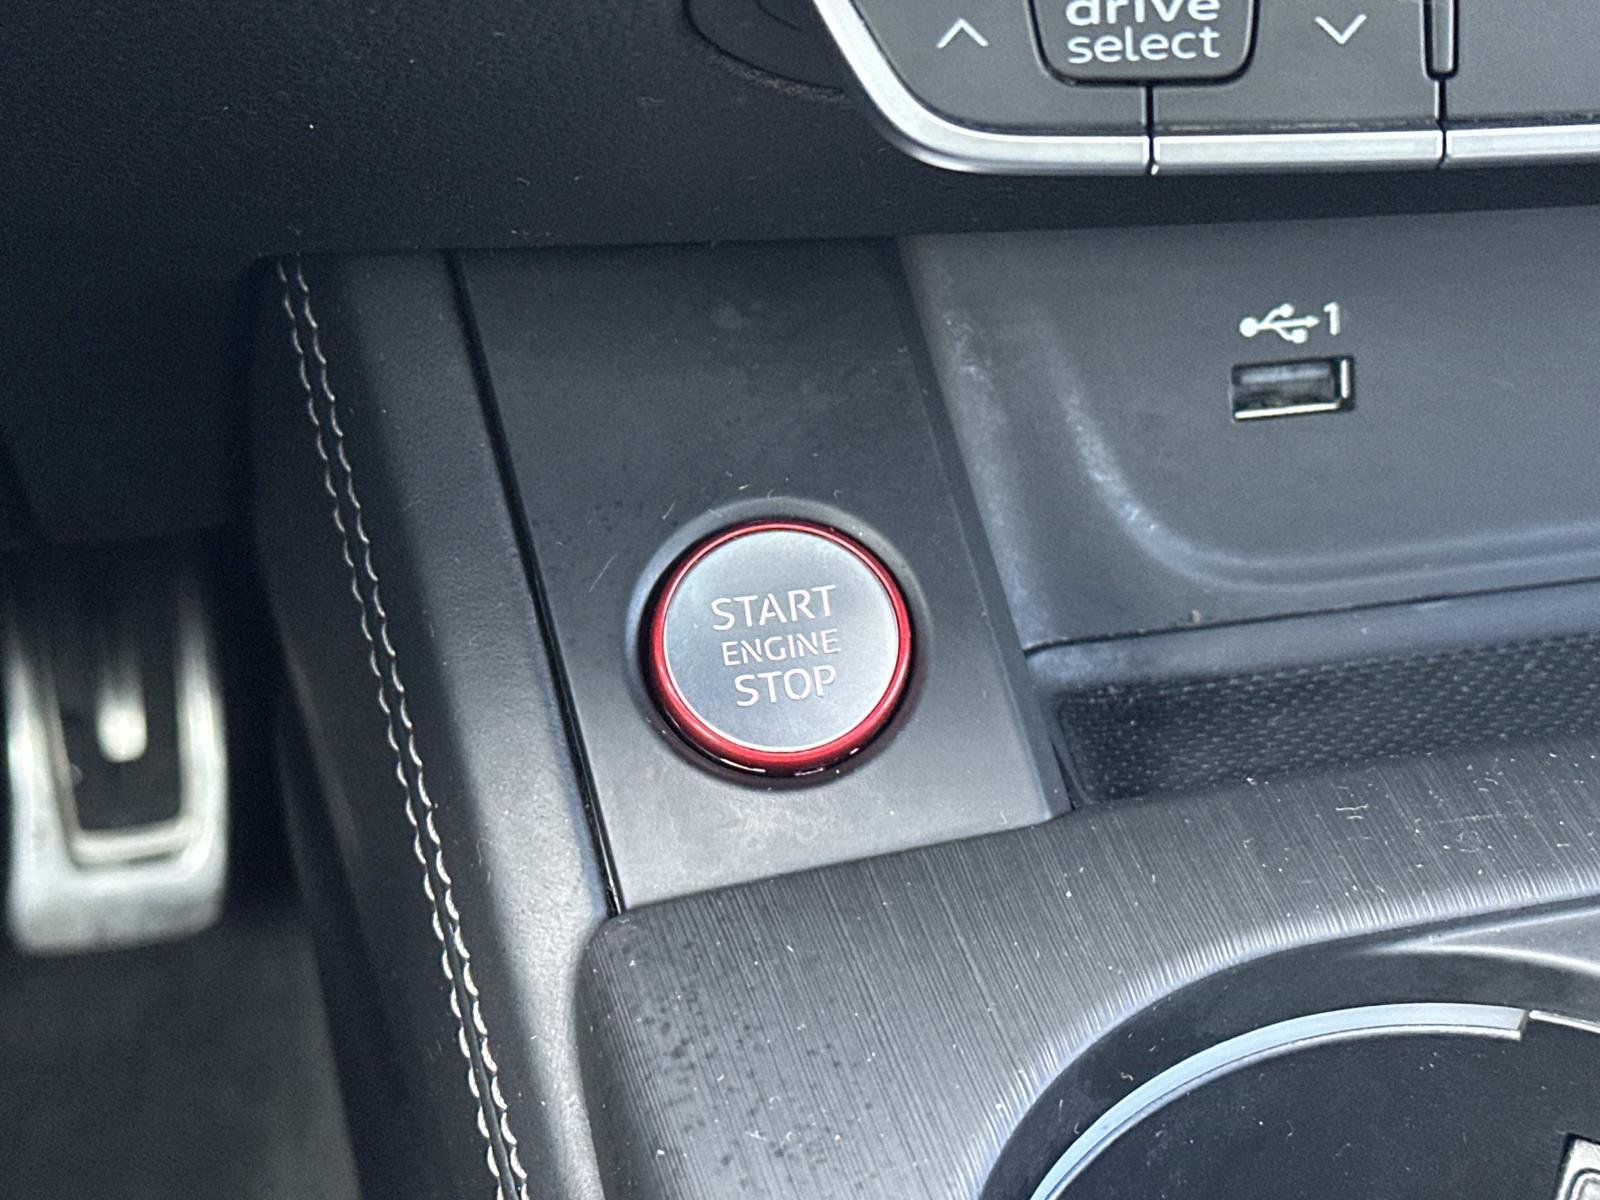 drive
select
1
START
ENGINE
STOP